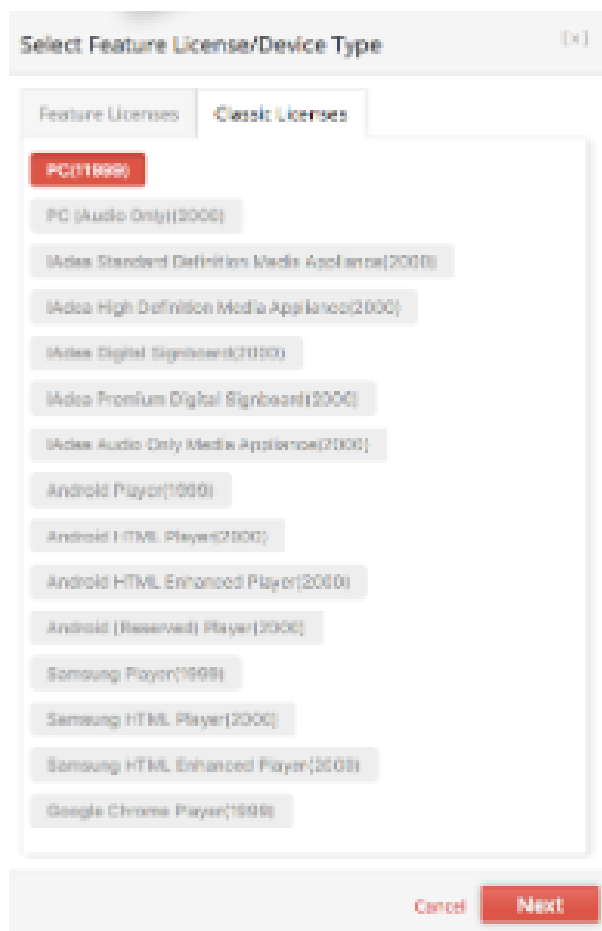 Select Feature License/Device Type
[x]
Feature Licenses
Classic Licenses
PC(11999)
PC (Audio Only)(2000)
IAdea Standard Definition Media Appliance(2000)
IAdea High Definition Media Appliance(2000)
IAdea Digital Signboard(2000)
IAdea Premium Digital Signboard(2000)
IAdea Audio Only Media Appliance(2000)
Android Player(1999)
Android HTML Player(2000)
Android HTML Enhanced Player(2000)
Android (Reserved) Player(2000)
Samsung Player(1999)
Samsung HTML Player(2000)
Samsung HTML Enhanced Player(2000)
Google Chrome Player(1999)
Cancel
Next